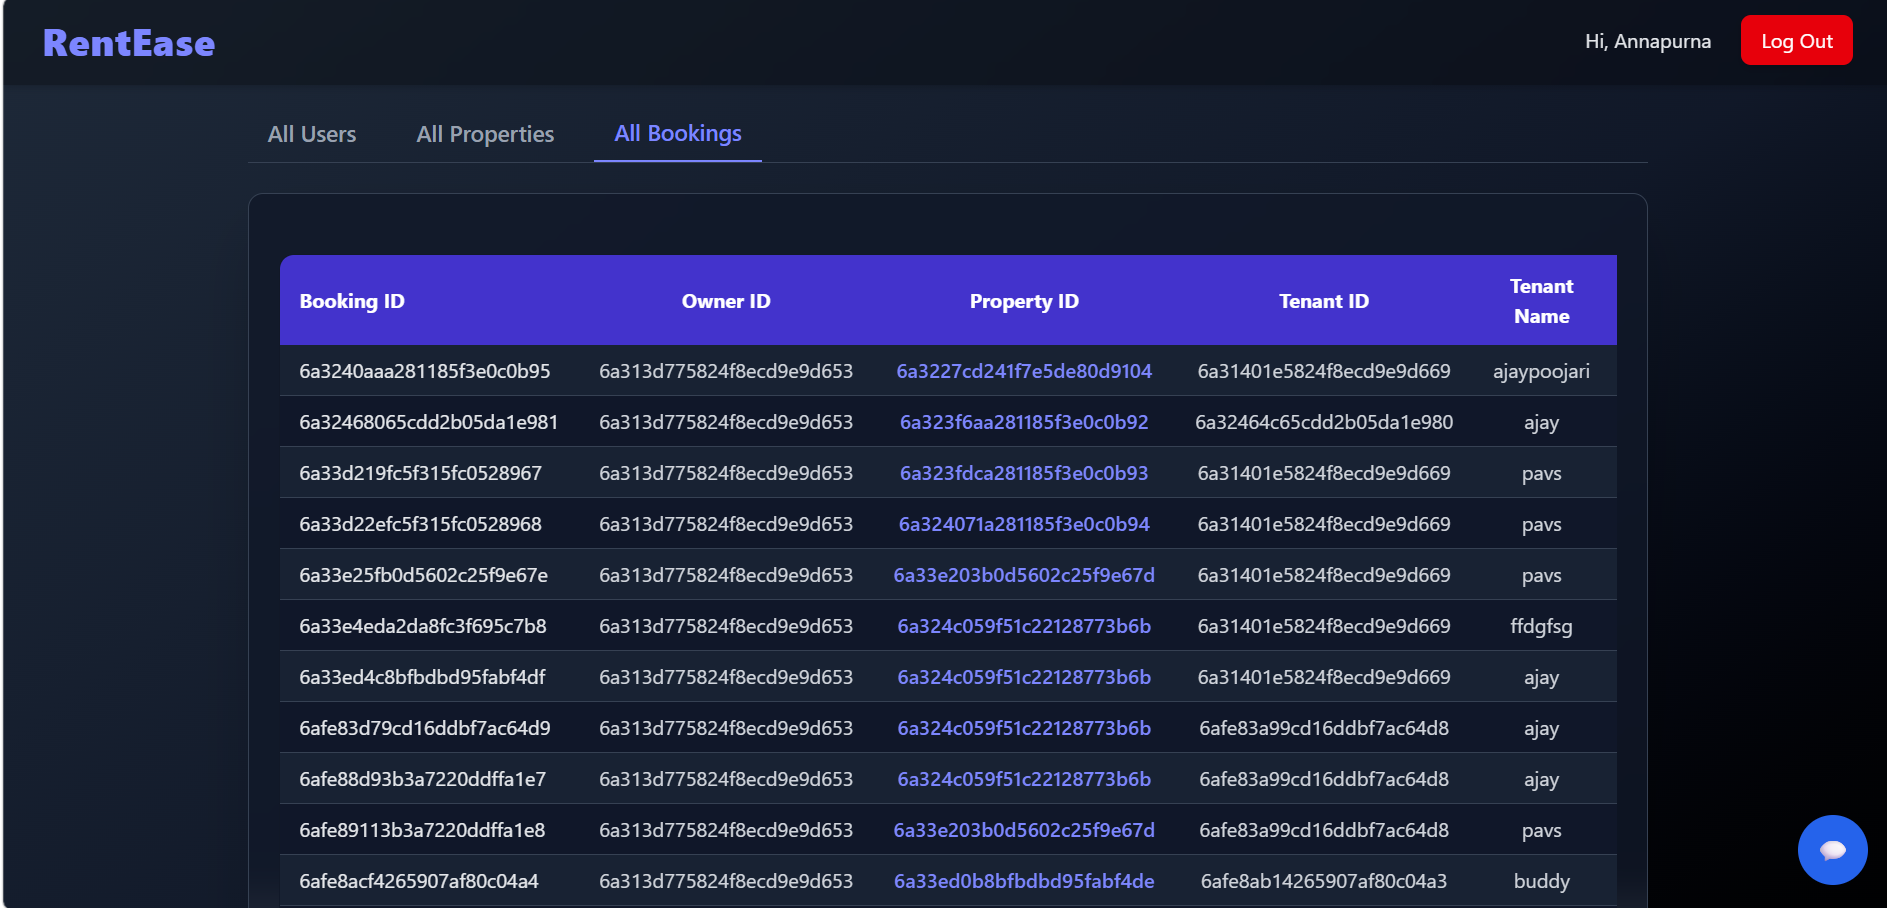 RentEase
Hi, Annapurna
Log Out
All Users All Properties All Bookings
Booking ID Owner ID Property ID Tenant ID Tenant Name
6a3240aaa281185f3e0c0b95 6a313d775824f8ecd9e9d653 6a3227cd241f7e5de80d9104 6a31401e5824f8ecd9e9d669 ajaypoojari
6a32468065cdd2b05da1e981 6a313d775824f8ecd9e9d653 6a323f6aa281185f3e0c0b92 6a32464c65cdd2b05da1e980 ajay
6a33d219fc5f315fc0528967 6a313d775824f8ecd9e9d653 6a323fdca281185f3e0c0b93 6a31401e5824f8ecd9e9d669 pavs
6a33d22efc5f315fc0528968 6a313d775824f8ecd9e9d653 6a324071a281185f3e0c0b94 6a31401e5824f8ecd9e9d669 pavs
6a33e25fb0d5602c25f9e67e 6a313d775824f8ecd9e9d653 6a33e203b0d5602c25f9e67d 6a31401e5824f8ecd9e9d669 pavs
6a33e4eda2da8fc3f695c7b8 6a313d775824f8ecd9e9d653 6a324c059f51c22128773b6b 6a31401e5824f8ecd9e9d669 ffdgfsg
6a33ed4c8bfbdbd95fabf4df 6a313d775824f8ecd9e9d653 6a324c059f51c22128773b6b 6a31401e5824f8ecd9e9d669 ajay
6afe83d79cd16ddbf7ac64d9 6a313d775824f8ecd9e9d653 6a324c059f51c22128773b6b 6afe83a99cd16ddbf7ac64d8 ajay
6afe88d93b3a7220ddffa1e7 6a313d775824f8ecd9e9d653 6a324c059f51c22128773b6b 6afe83a99cd16ddbf7ac64d8 ajay
6afe89113b3a7220ddffa1e8 6a313d775824f8ecd9e9d653 6a33e203b0d5602c25f9e67d 6afe83a99cd16ddbf7ac64d8 pavs
6afe8acf4265907af80c04a4 6a313d775824f8ecd9e9d653 6a33ed0b8bfbdbd95fabf4de 6afe8ab14265907af80c04a3 buddy